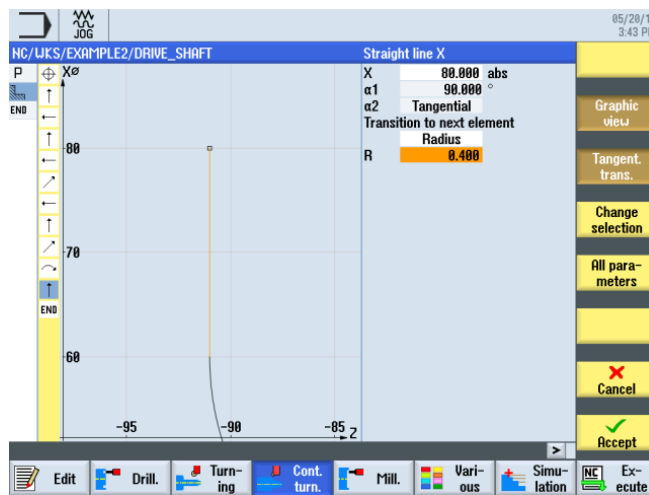 JOG
05/20/1
3:43 P
NC/WKS/EXAMPLE2/DRIVE_SHAFT
Straight line X
P
END
XØ
80
70
60
-95
-90
-85
Z
END
X 80.000 abs
α1 90.000 °
α2 Tangential
Transition to next element
Radius
R 0.400
Graphic
view
Tangent.
trans.
Change
selection
All para-
meters
Cancel
Accept
>
Edit
Drill.
Turn-
ing
Cont.
turn.
Mill.
Vari-
ous
Simu-
lation
NC
Ex-
ecute